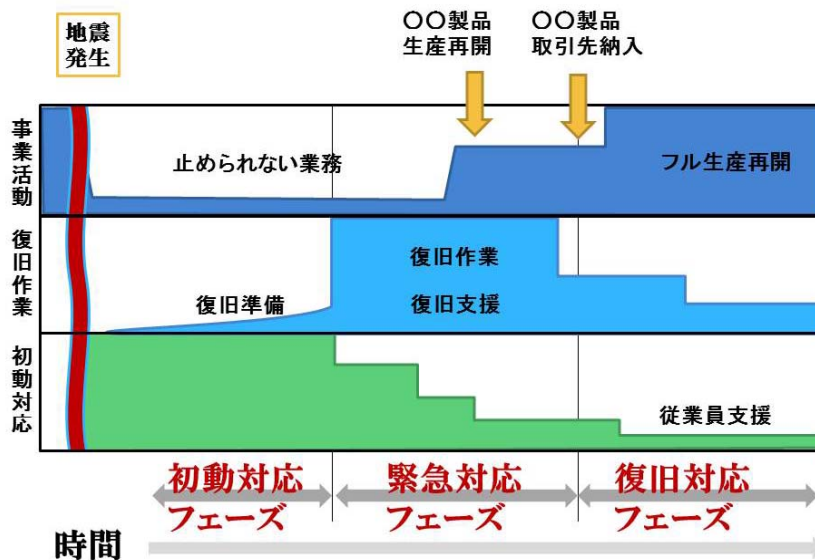 地震
発生
〇〇製品
生産再開
〇〇製品
取引先納入
事業活動
止められない業務
フル生産再開
復旧作業
復旧作業
復旧準備
復旧支援
初動対応
従業員支援
初動対応
フェーズ
緊急対応
フェーズ
復旧対応
フェーズ
時間